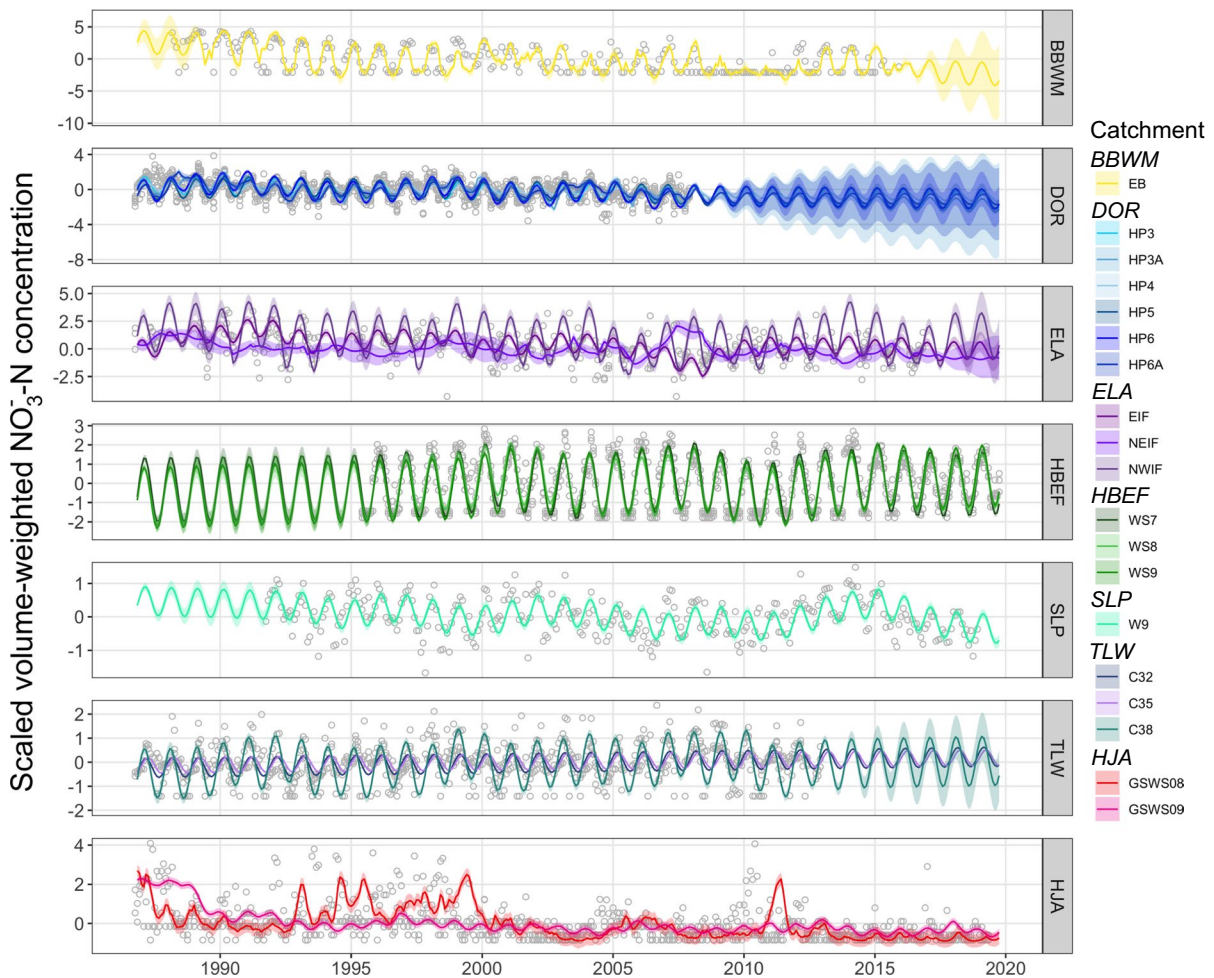 Scaled volume-weighted NO3⁻-N concentration
5
0
-5
-10
BBWM
4
0
-4
-8
DOR
5.0
2.5
0.0
-2.5
ELA
3
2
1
0
-1
-2
HBEF
1
0
-1
SLP
2
1
0
-1
-2
TLW
4
2
0
HJA
1990 1995 2000 2005 2010 2015 2020
Catchment
BBWM
EB
DOR
HP3
HP3A
HP4
HP5
HP6
HP6A
ELA
EIF
NEIF
NWIF
HBEF
WS7
WS8
WS9
SLP
W9
TLW
C32
C35
C38
HJA
GSWS08
GSWS09